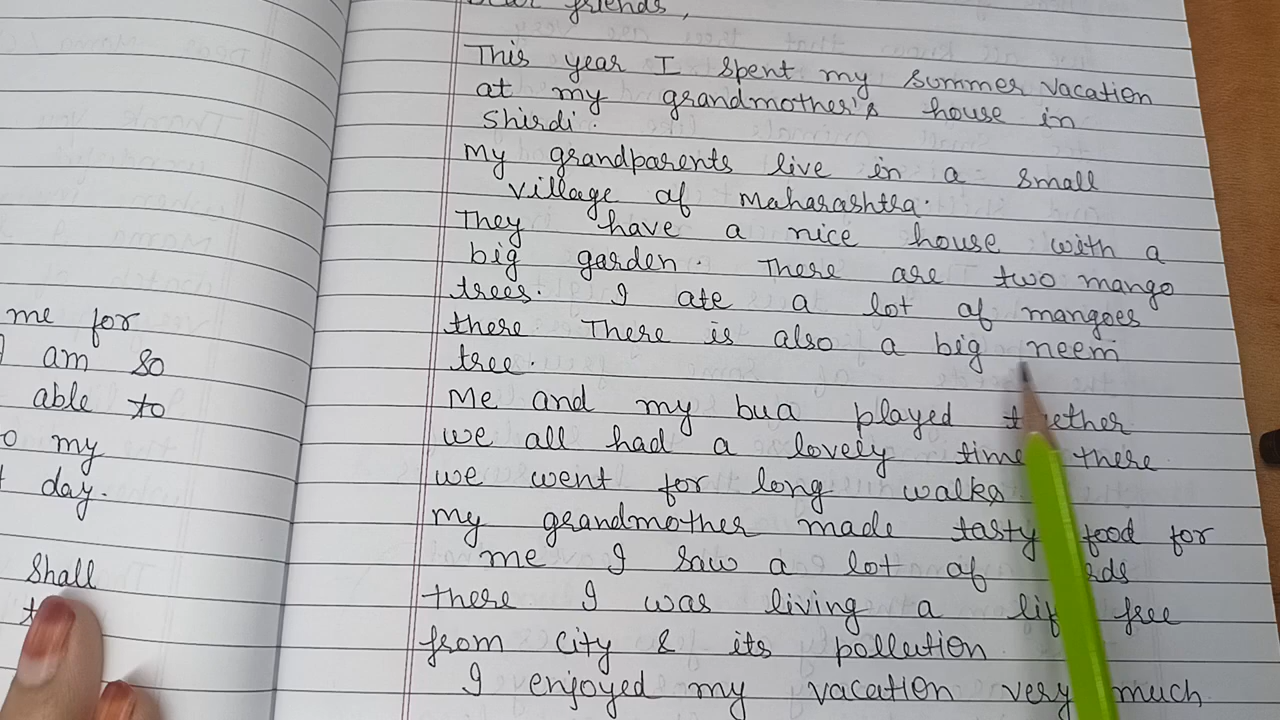 me for
am so
able to
my
day.
Shall
friends,
This year I spent my summer vacation
at my grandmother's house in
Shirdi.
My grandparents live in a small
village of Maharashtra.
They have a nice house with a
big garden. There are two mango
trees. I ate a lot of mangoes
there. There is also a big neem
tree.
Me and my bua played together
we all had a lovely time there
we went for long walks
my grandmother made tasty food for
me I saw a lot of
there I was living a free
from city & its pollution
I enjoyed my vacation very much